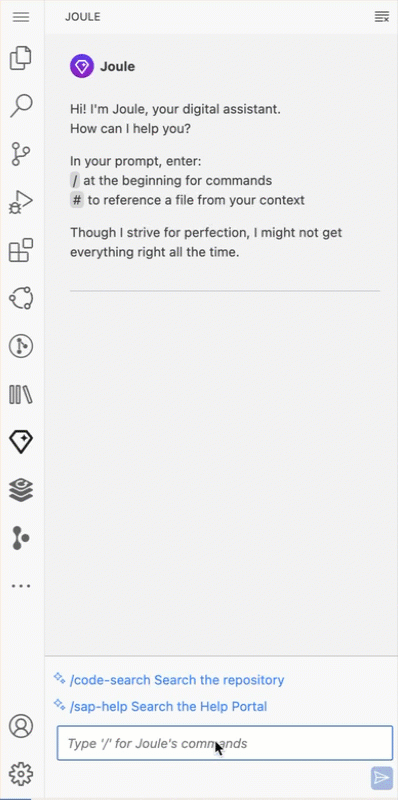 JOULE
Joule
Hi! I'm Joule, your digital assistant.
How can I help you?
In your prompt, enter:
/ at the beginning for commands
# to reference a file from your context
Though I strive for perfection, I might not get
everything right all the time.
/code-search Search the repository
/sap-help Search the Help Portal
Type '/' for Joule's commands